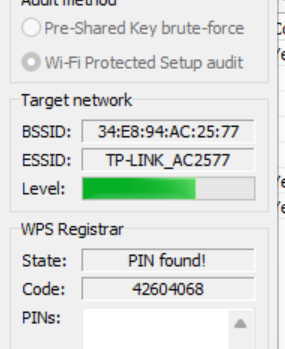 Audit method
Pre-Shared Key brute-force
Wi-Fi Protected Setup audit
Target network
BSSID: 34:E8:94:AC:25:77
ESSID: TP-LINK_AC2577
Level:
WPS Registrar
State: PIN found!
Code: 42604068
PINs: